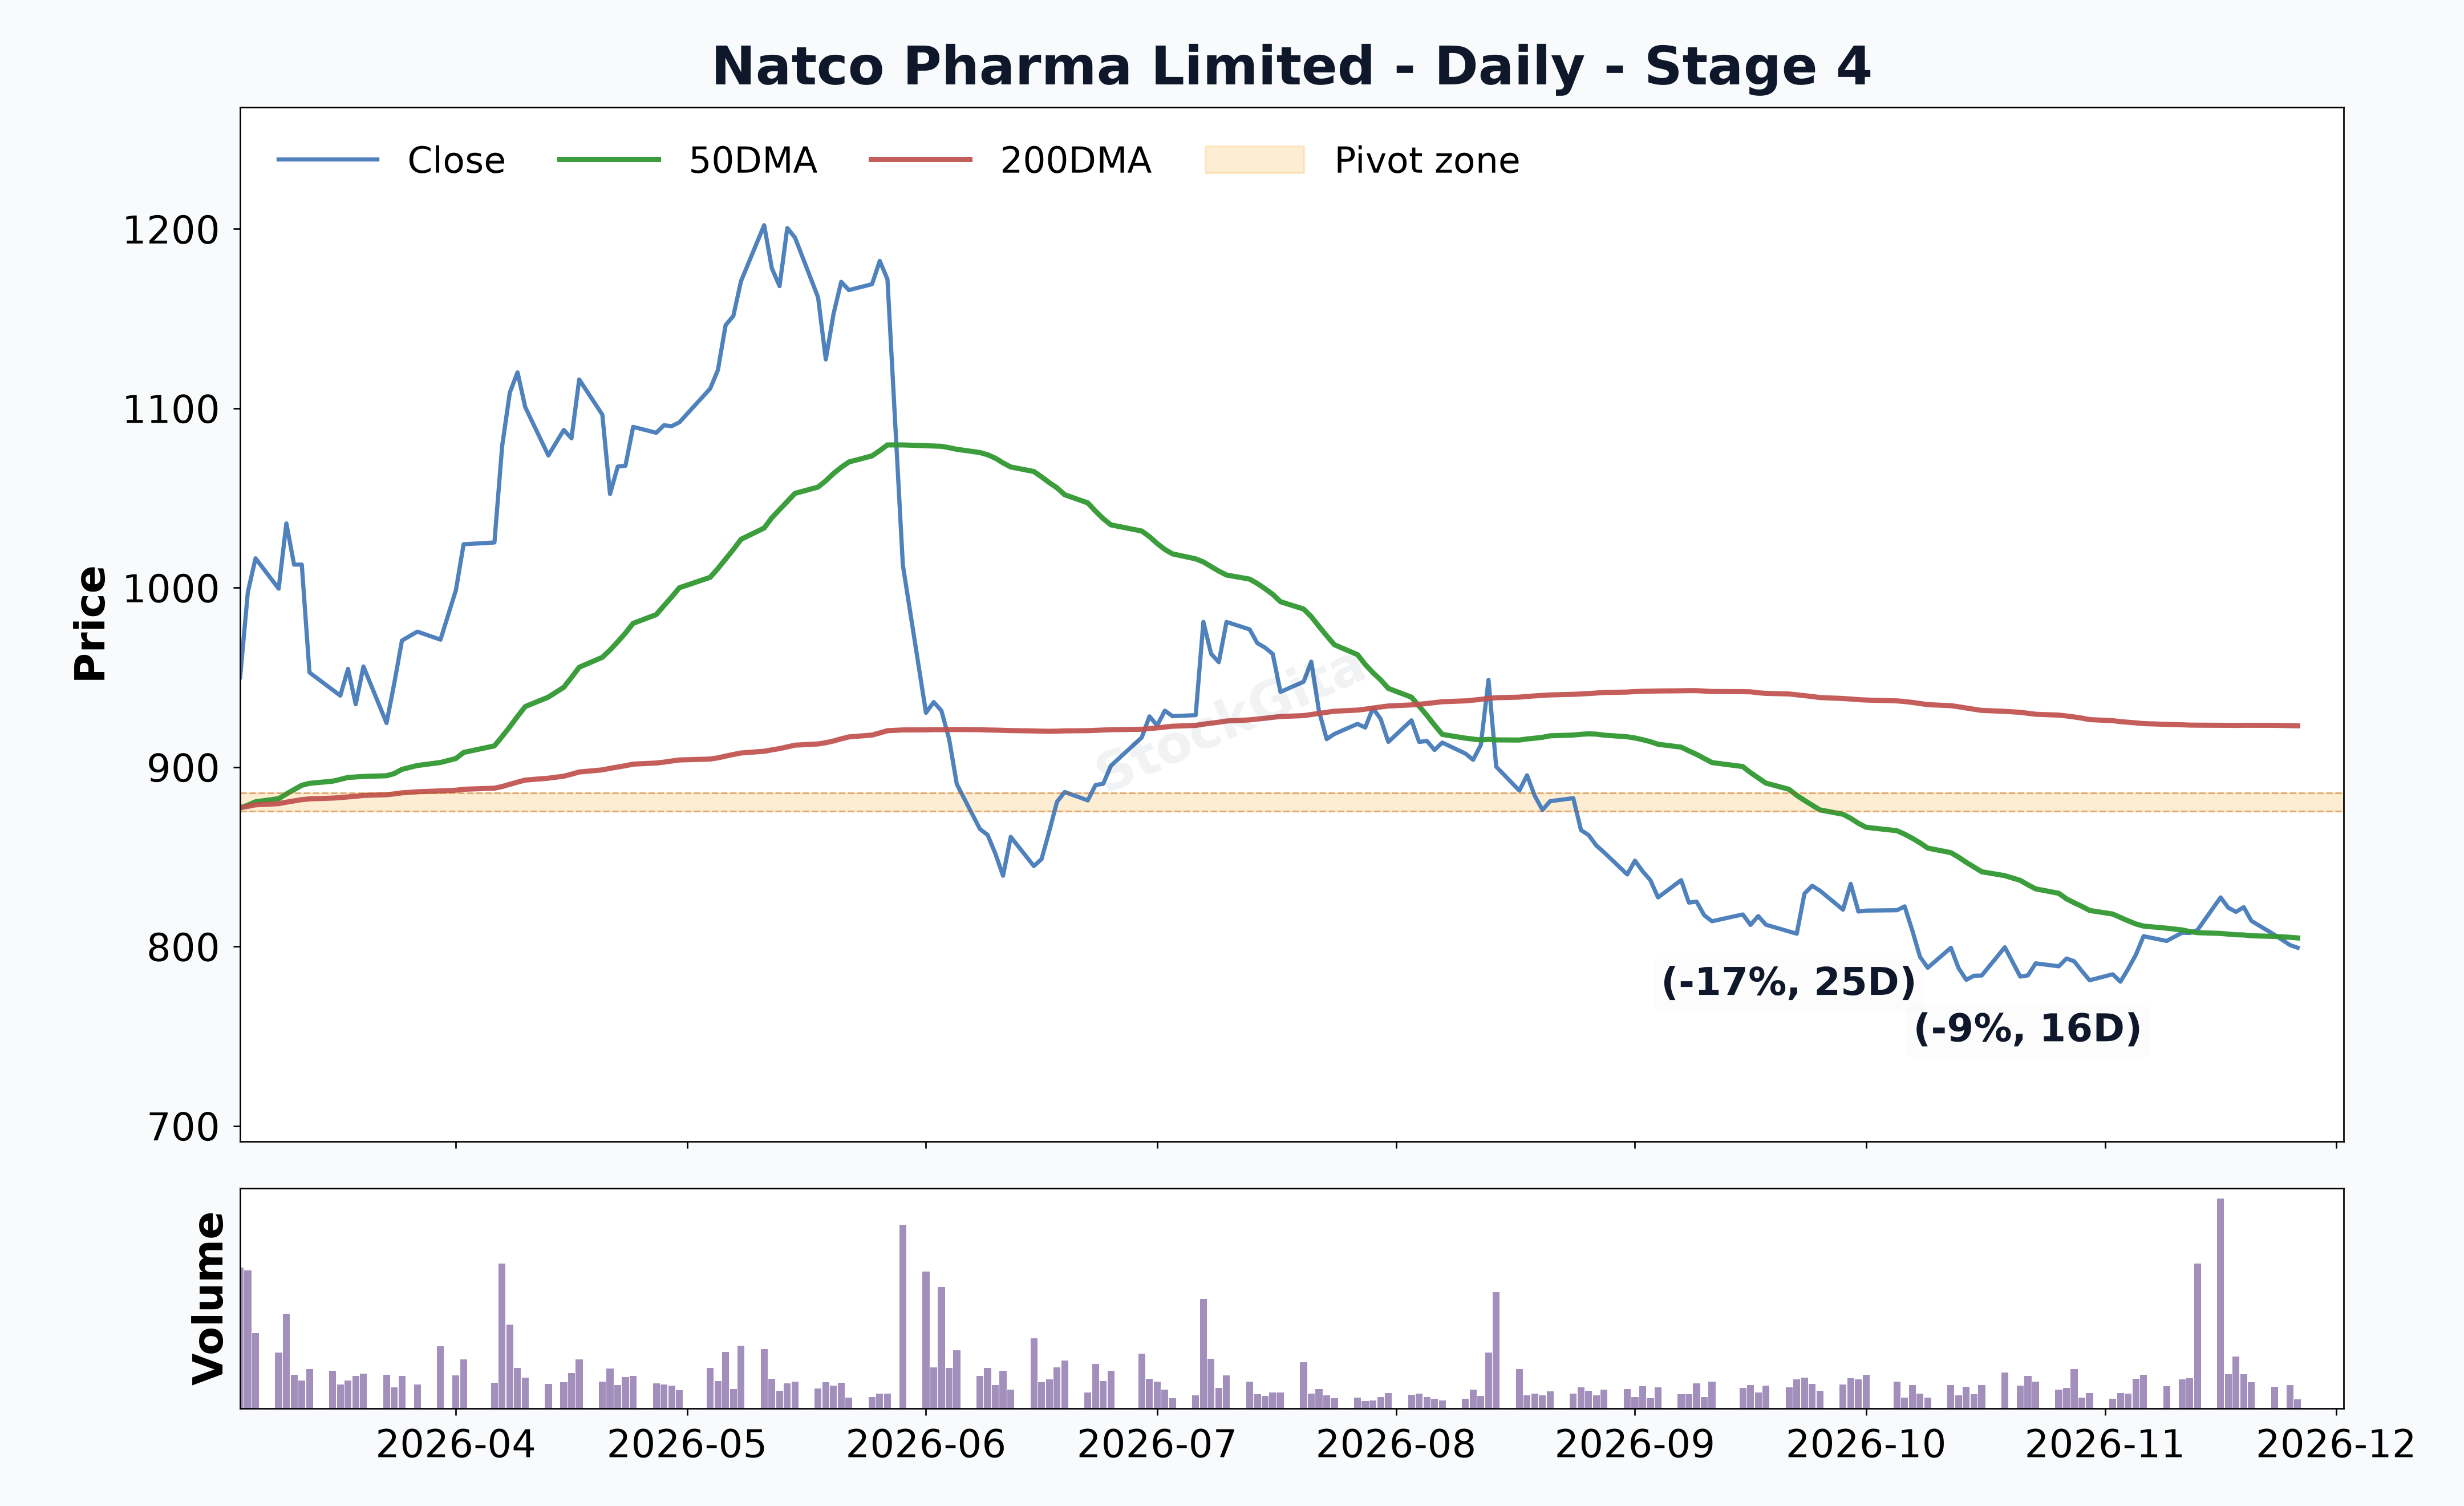 Natco Pharma Limited - Daily - Stage 4
Close 50DMA 200DMA Pivot zone
Price
1200
1100
1000
900
800
700
StockGita
(-17%, 25D)
(-9%, 16D)
Volume
2026-04 2026-05 2026-06 2026-07 2026-08 2026-09 2026-10 2026-11 2026-12